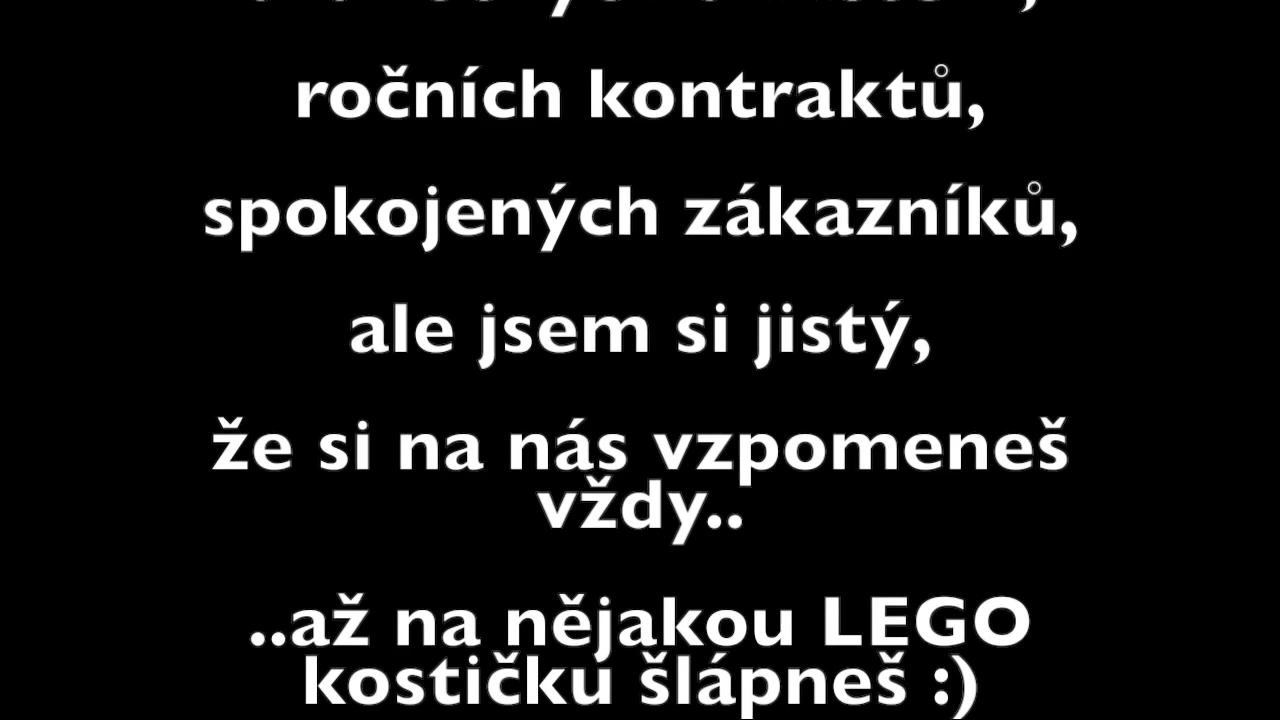 ročních kontraktů,
spokojených zákazníků,
ale jsem si jistý,
že si na nás vzpomeneš
vždy..
..až na nějakou LEGO
kostičku šlápneš :)